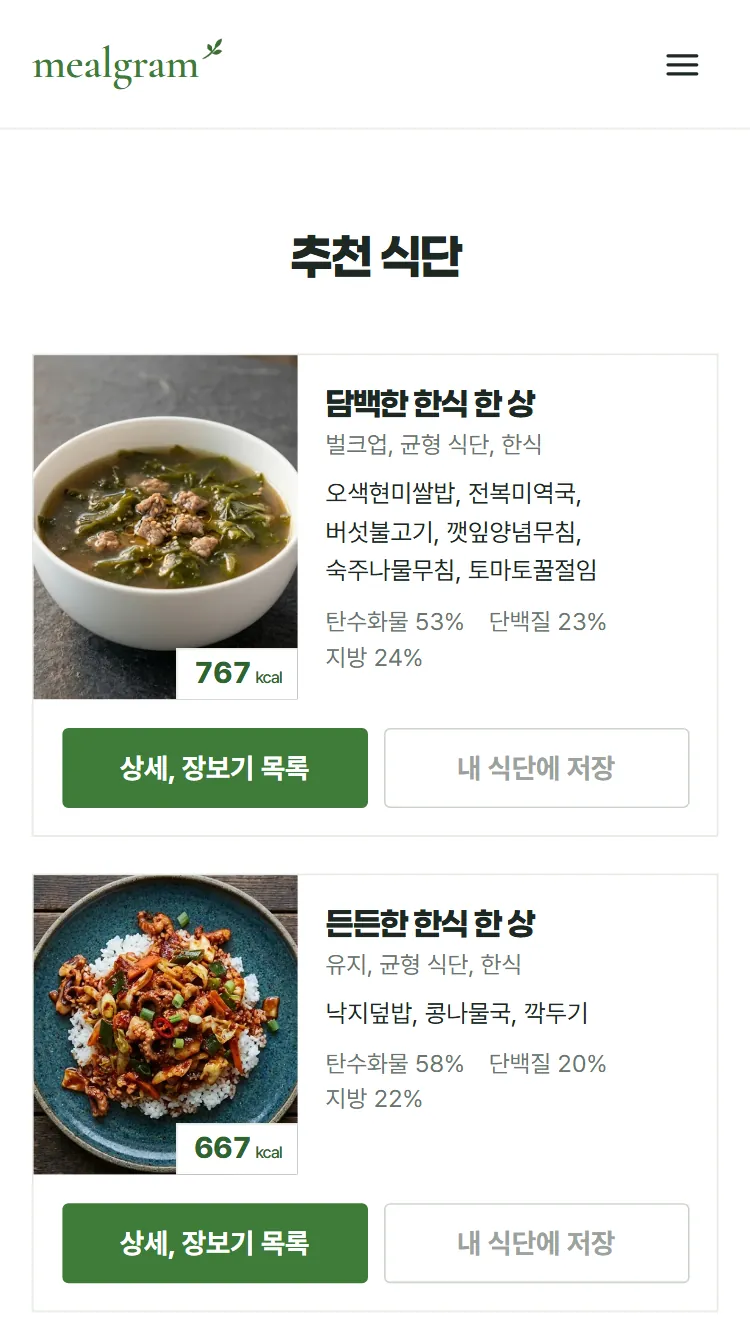 mealgram
추천 식단
담백한 한식 한 상
벌크업, 균형 식단, 한식
오색현미쌀밥, 전복미역국,
버섯불고기, 깻잎양념무침,
숙주나물무침, 토마토꿀절임
탄수화물 53% 단백질 23%
지방 24%
767 kcal
상세, 장보기 목록 내 식단에 저장
든든한 한식 한 상
유지, 균형 식단, 한식
낙지덮밥, 콩나물국, 깍두기
탄수화물 58% 단백질 20%
지방 22%
667 kcal
상세, 장보기 목록 내 식단에 저장